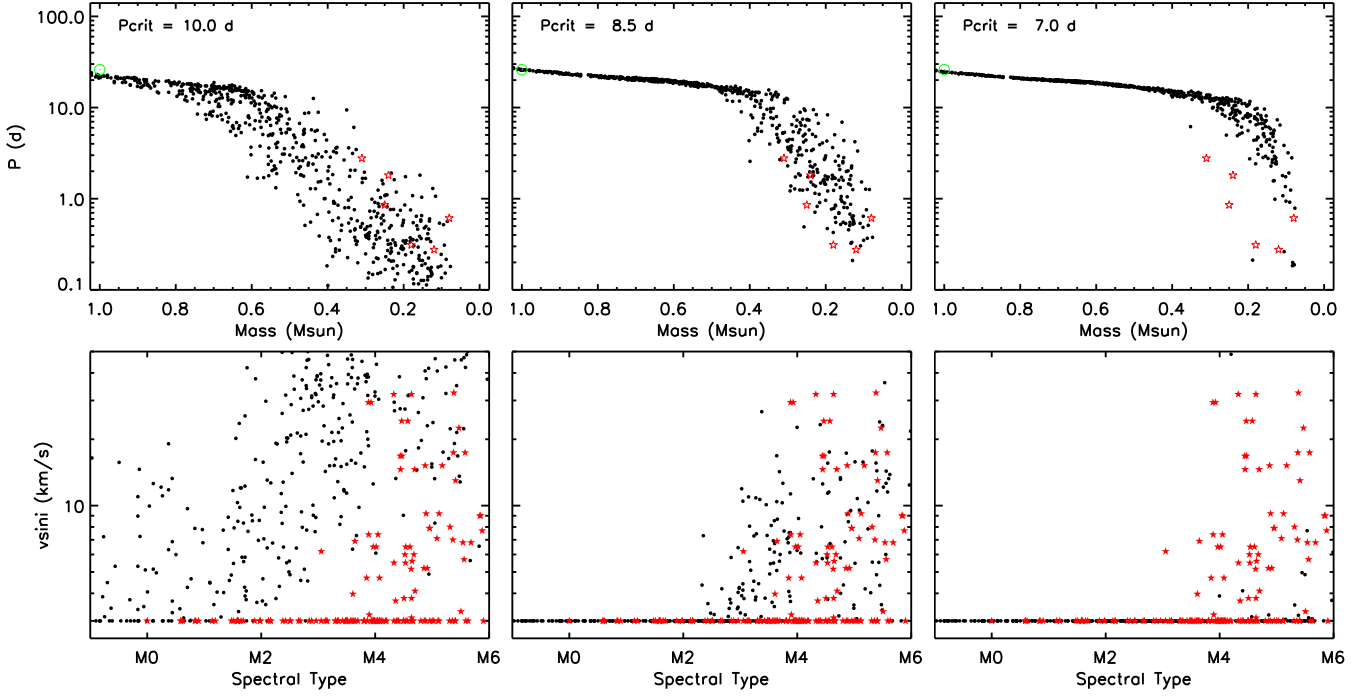 Pcrit = 10.0 d
Pcrit = 8.5 d
Pcrit = 7.0 d
P (d)
100.0
10.0
1.0
0.1
1.0 0.8 0.6 0.4 0.2 0.0
1.0 0.8 0.6 0.4 0.2 0.0
1.0 0.8 0.6 0.4 0.2 0.0
Mass (Msun)
Mass (Msun)
Mass (Msun)
vsini (km/s)
10
M0 M2 M4 M6
M0 M2 M4 M6
M0 M2 M4 M6
Spectral Type
Spectral Type
Spectral Type